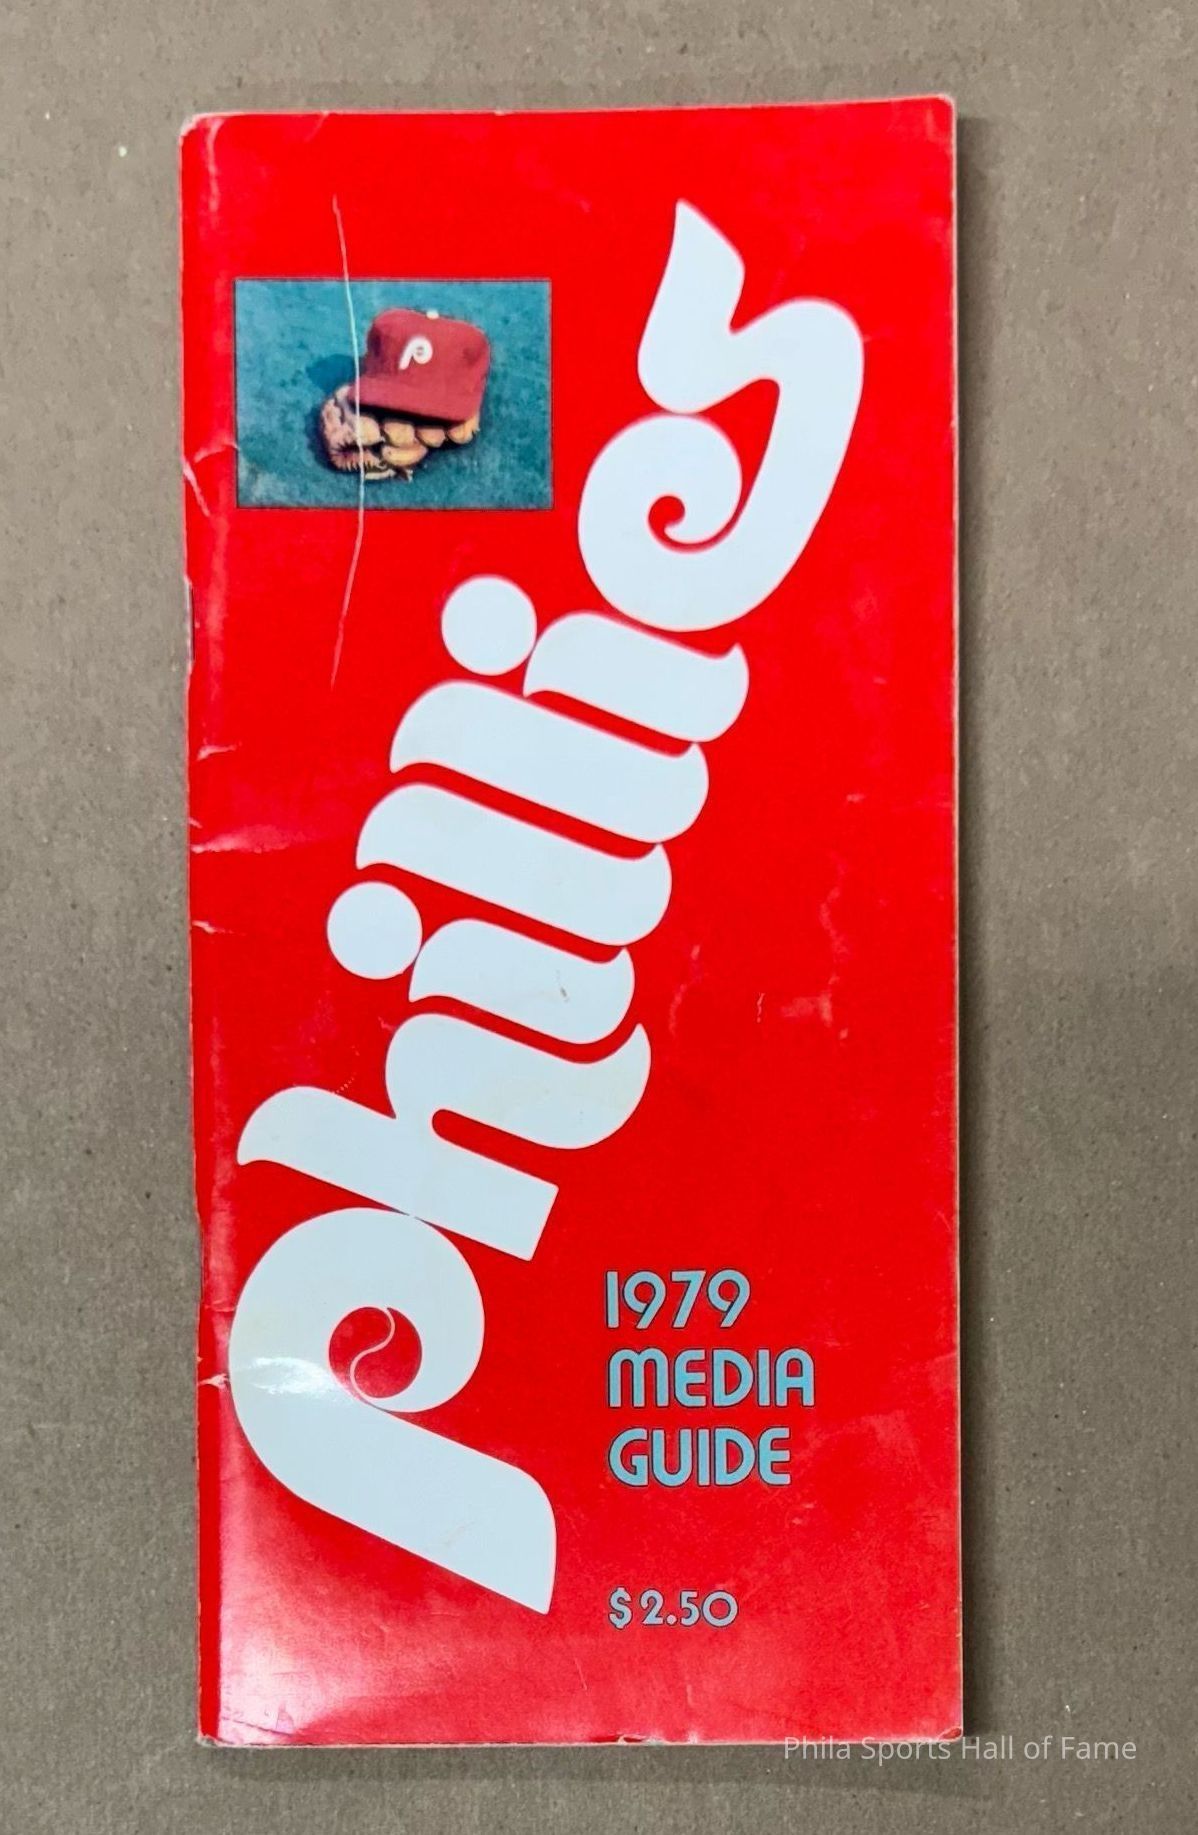 Phillies
1979
MEDIA
GUIDE
$2.50
Phila Sports Hall of Fame